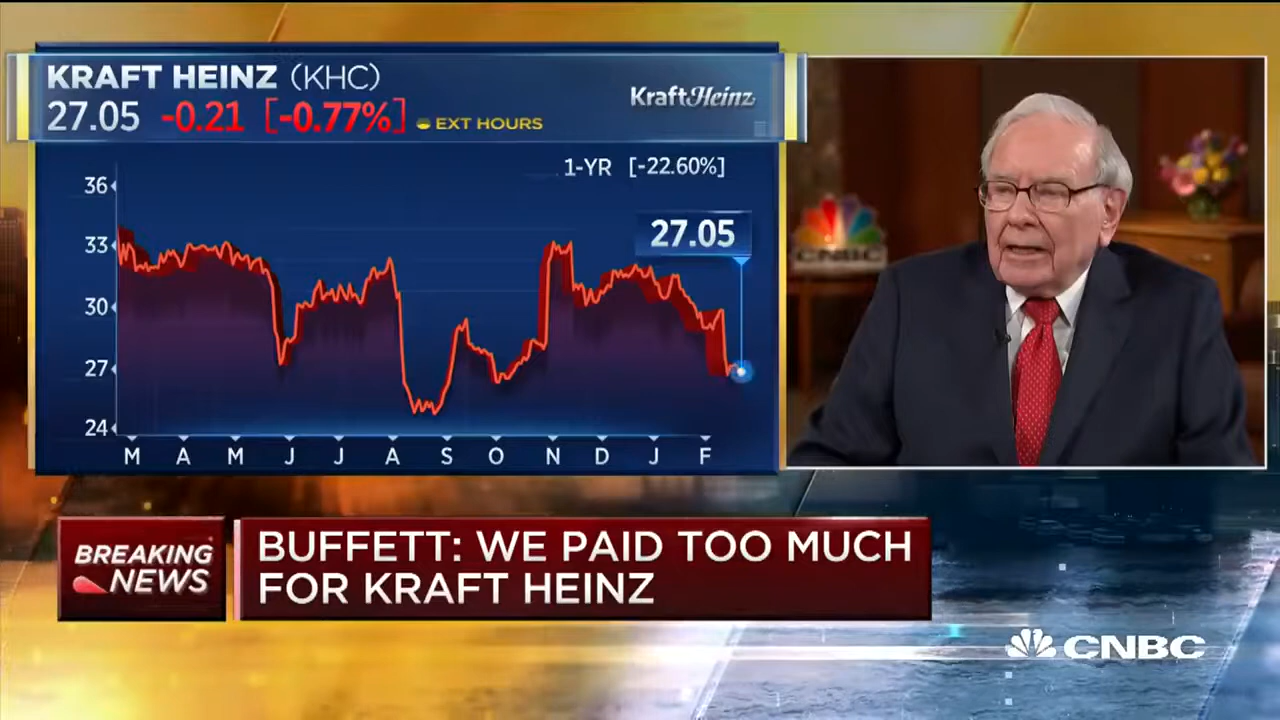 KRAFT HEINZ (KHC)
27.05 -0.21 [-0.77%] EXT HOURS
KraftHeinz
1-YR [-22.60%]
27.05
36
33
30
27
24
M A M J J A S O N D J F
CNBC
BREAKING
NEWS
BUFFETT: WE PAID TOO MUCH
FOR KRAFT HEINZ
CNBC